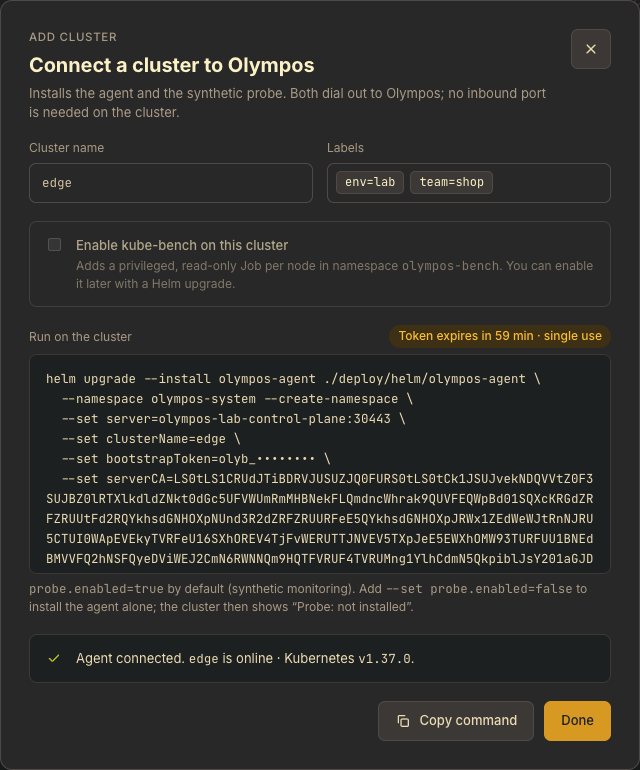 ADD CLUSTER
Connect a cluster to Olympos
Installs the agent and the synthetic probe. Both dial out to Olympos; no inbound port
is needed on the cluster.
Cluster name
Labels
edge
env=lab team=shop
Enable kube-bench on this cluster
Adds a privileged, read-only Job per node in namespace olympos-bench. You can enable
it later with a Helm upgrade.
Run on the cluster
Token expires in 59 min · single use
helm upgrade --install olympos-agent ./deploy/helm/olympos-agent \
--namespace olympos-system --create-namespace \
--set server=olympos-lab-control-plane:30443 \
--set clusterName=edge \
--set bootstrapToken=olyb_•••••••• \
--set serverCA=LS0tLS1CRUdJTiBDRVJUSUZJQ0FURS0tLS0tCk1JSUJvekNDQVVtZ0F3
SUJBZ0lRTXlkdldZNkt0dGc5UFVWUmRmMHBNekFLQmdncWhrak9QUVFEQWpBd01SQXcKRGdZR
FZRUUtFd2RQYkhsdGNHOXpNUnd3R2dZRFZRUURFeE5QYkhsdGNHOXpJRWx1ZEdWeWJtRnNJRU
5CTUI0WApEVEkyTVRFeU16SXhOREV4TjFvWERUTTJNVEV5TXpJeE5EWXhOMW93TURFUU1BNEd
BMVVFQ2hNSFQyeDViWEJ2Cm N6RWNNQm9HQTFVRUF4TVRUMng1YlhCdmN5QkpiblJsY201aGJD
probe.enabled=true by default (synthetic monitoring). Add --set probe.enabled=false to
install the agent alone; the cluster then shows “Probe: not installed”.
Agent connected. edge is online · Kubernetes v1.37.0.
Copy command
Done